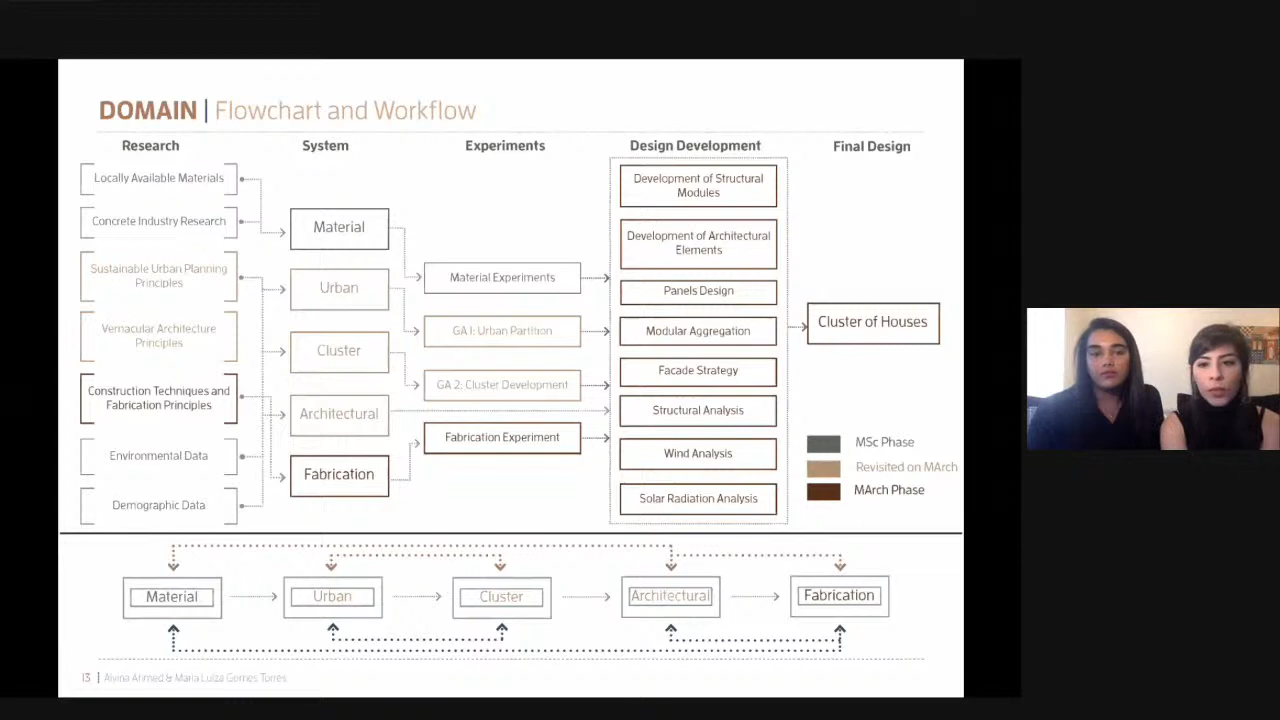 DOMAIN | Flowchart and Workflow
Research
System
Experiments
Design Development
Final Design
Locally Available Materials
Concrete Industry Research
Sustainable Urban Planning
Principles
Vernacular Architecture
Principles
Construction Techniques and
Fabrication Principles
Environmental Data
Demographic Data
Material
Urban
Cluster
Architectural
Fabrication
Material Experiments
GA 1: Urban Partition
GA 2: Cluster Development
Fabrication Experiment
Development of Structural
Modules
Development of Architectural
Elements
Panels Design
Modular Aggregation
Facade Strategy
Structural Analysis
Wind Analysis
Solar Radiation Analysis
Cluster of Houses
MSc Phase
Revisited on MArch
MArch Phase
Material
Urban
Cluster
Architectural
Fabrication
13 | Alvina Ahmed & Maria Luiza Gomes Torres